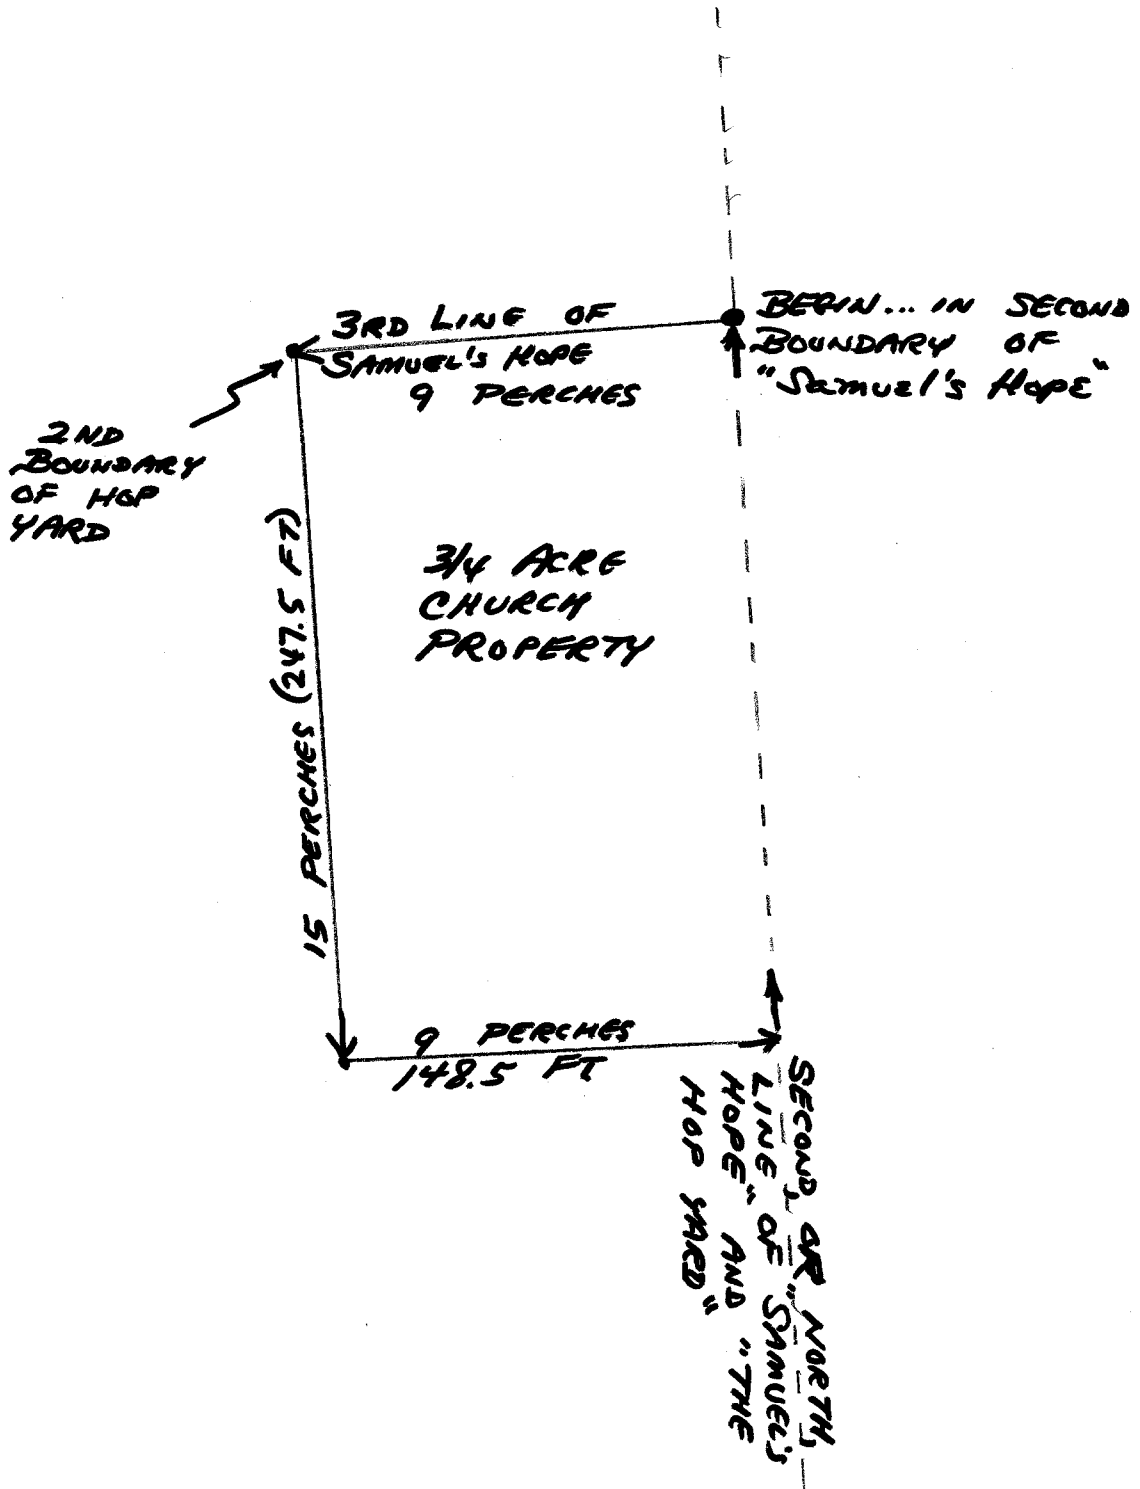 BEGIN... IN SECOND
BOUNDARY OF
"Samuel's Hope"
3RD LINE OF
SAMUEL'S HOPE
9 PERCHES
2ND
BOUNDARY
OF HOP
YARD
3/4 ACRE
CHURCH
PROPERTY
15 PERCHES (247.5 FT)
9 PERCHES
148.5 FT
SECOND, OR NORTH,
LINE OF "SAMUEL'S
HOPE" AND "THE
HOP YARD"